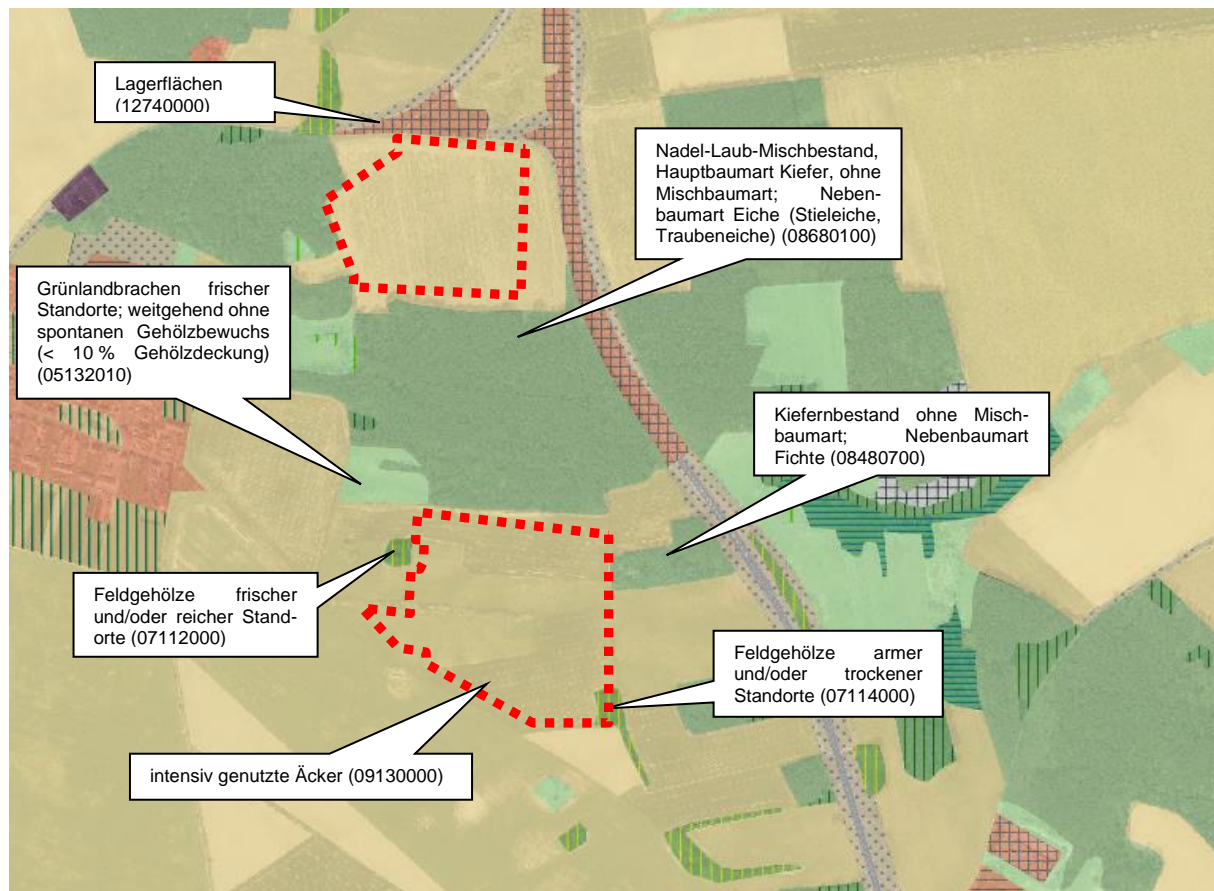 Lagerflächen
(12740000)
Nadel-Laub-Mischbestand,
Hauptbaumart Kiefer, ohne
Mischbaumart; Neben-
baumart Eiche (Stieleiche,
Traubeneiche) (08680100)
Grünlandbrachen frischer
Standorte; weitgehend ohne
spontanen Gehölzbewuchs
(< 10 % Gehölzdeckung)
(05132010)
Kiefernbestand ohne Misch-
baumart; Nebenbaumart
Fichte (08480700)
Feldgehölze frischer
und/oder reicher Stand-
orte (07112000)
Feldgehölze armer
und/oder trockener
Standorte (07114000)
intensiv genutzte Äcker (09130000)